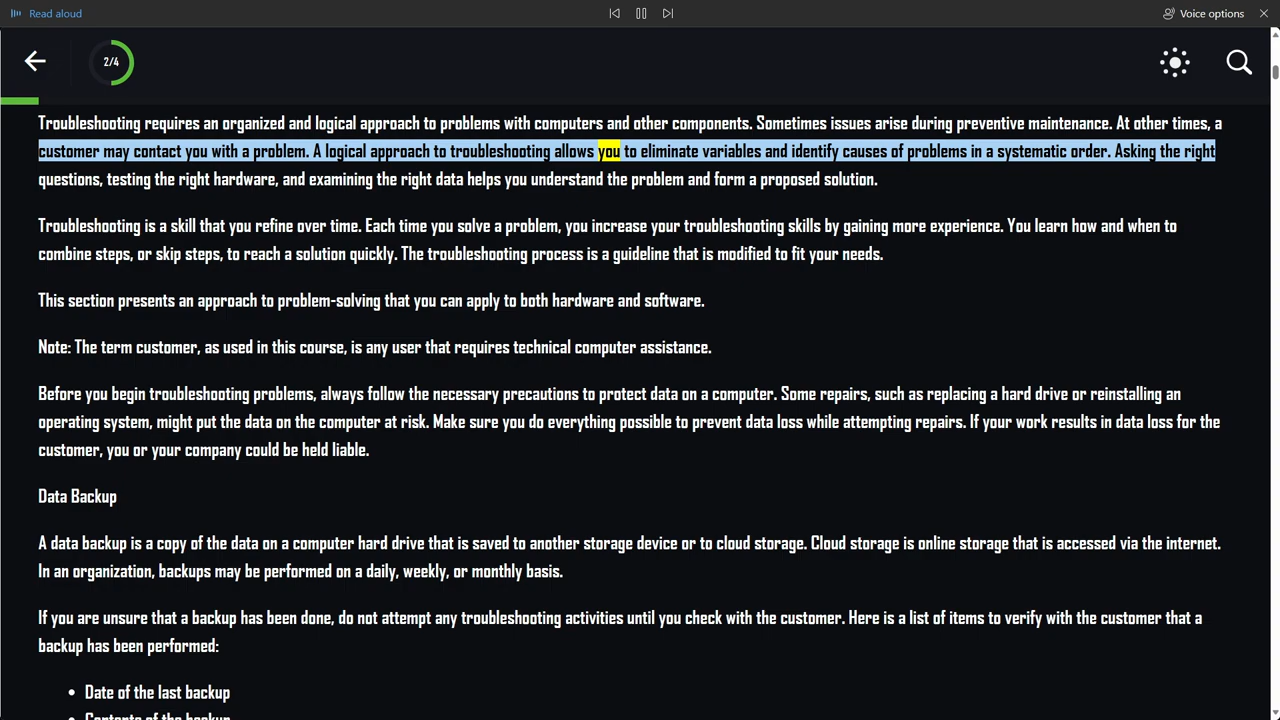 Read aloud
Voice options
2/4
Troubleshooting requires an organized and logical approach to problems with computers and other components. Sometimes issues arise during preventive maintenance. At other times, a
customer may contact you with a problem. A logical approach to troubleshooting allows you to eliminate variables and identify causes of problems in a systematic order. Asking the right
questions, testing the right hardware, and examining the right data helps you understand the problem and form a proposed solution.
Troubleshooting is a skill that you refine over time. Each time you solve a problem, you increase your troubleshooting skills by gaining more experience. You learn how and when to
combine steps, or skip steps, to reach a solution quickly. The troubleshooting process is a guideline that is modified to fit your needs.
This section presents an approach to problem-solving that you can apply to both hardware and software.
Note: The term customer, as used in this course, is any user that requires technical computer assistance.
Before you begin troubleshooting problems, always follow the necessary precautions to protect data on a computer. Some repairs, such as replacing a hard drive or reinstalling an
operating system, might put the data on the computer at risk. Make sure you do everything possible to prevent data loss while attempting repairs. If your work results in data loss for the
customer, you or your company could be held liable.
Data Backup
A data backup is a copy of the data on a computer hard drive that is saved to another storage device or to cloud storage. Cloud storage is online storage that is accessed via the internet.
In an organization, backups may be performed on a daily, weekly, or monthly basis.
If you are unsure that a backup has been done, do not attempt any troubleshooting activities until you check with the customer. Here is a list of items to verify with the customer that a
backup has been performed:
• Date of the last backup
• Contents of the backup